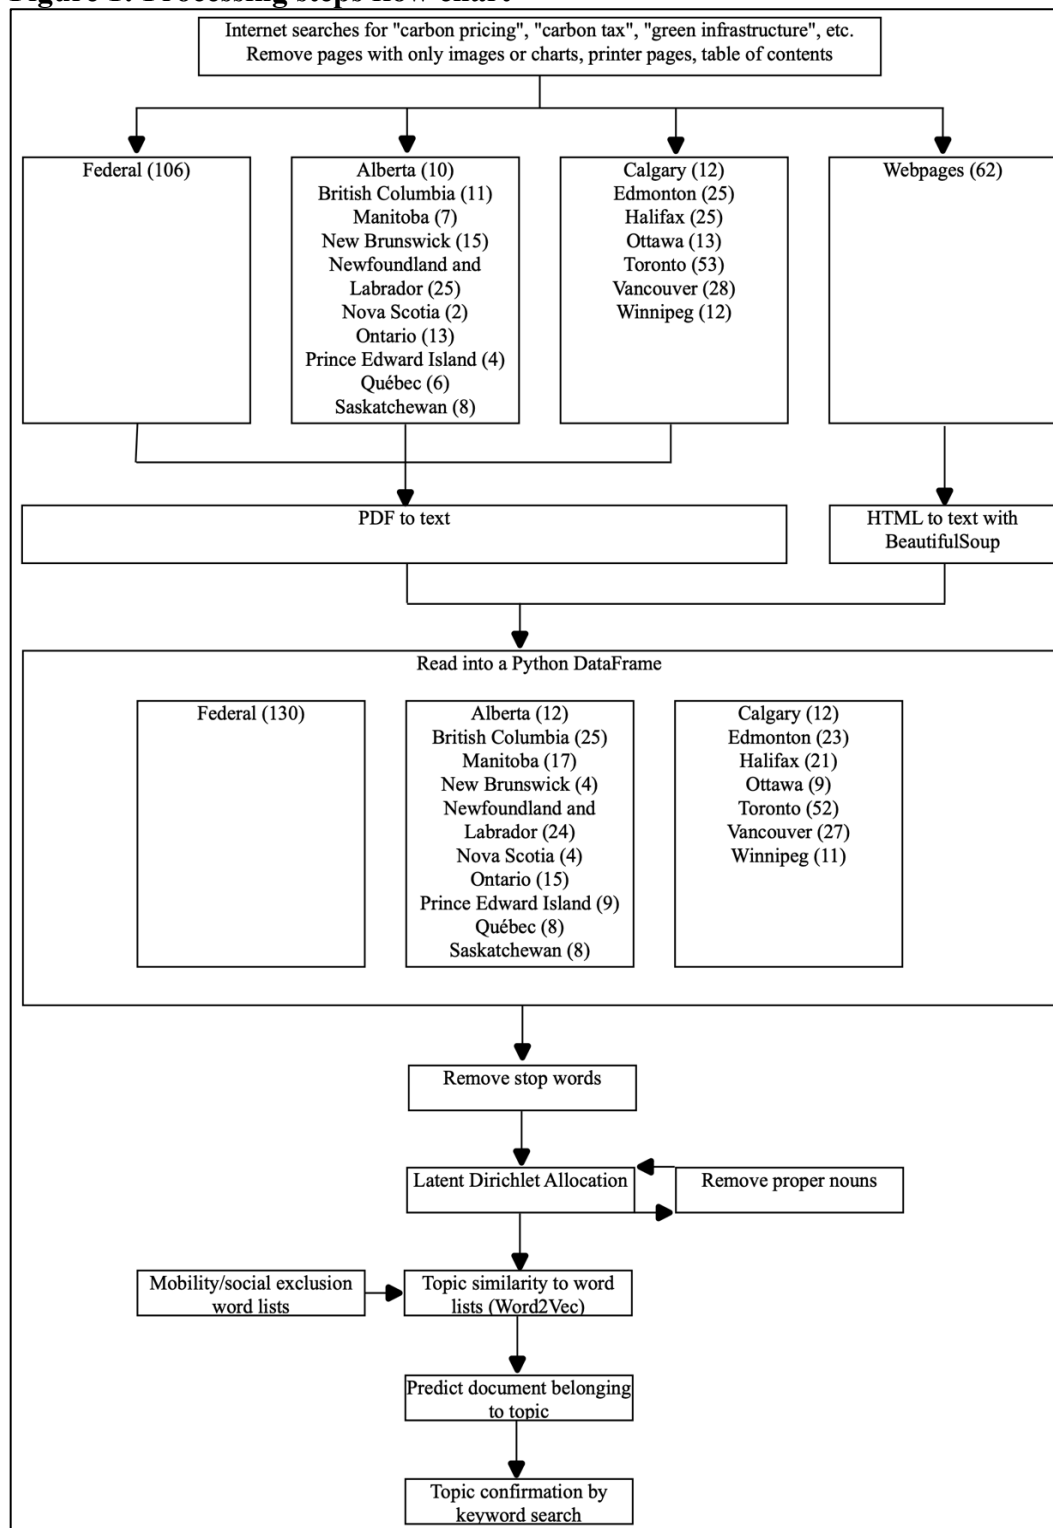 Figure 1: Processing steps flow chart
Internet searches for "carbon pricing", "carbon tax", "green infrastructure", etc.
Remove pages with only images or charts, printer pages, table of contents
Federal (106)
Alberta (10)
British Columbia (11)
Manitoba (7)
New Brunswick (15)
Newfoundland and
Labrador (25)
Nova Scotia (2)
Ontario (13)
Prince Edward Island (4)
Québec (6)
Saskatchewan (8)
Calgary (12)
Edmonton (25)
Halifax (25)
Ottawa (13)
Toronto (53)
Vancouver (28)
Winnipeg (12)
Webpages (62)
PDF to text
HTML to text with
BeautifulSoup
Read into a Python DataFrame
Federal (130)
Alberta (12)
British Columbia (25)
Manitoba (17)
New Brunswick (4)
Newfoundland and
Labrador (24)
Nova Scotia (4)
Ontario (15)
Prince Edward Island (9)
Québec (8)
Saskatchewan (8)
Calgary (12)
Edmonton (23)
Halifax (21)
Ottawa (9)
Toronto (52)
Vancouver (27)
Winnipeg (11)
Remove stop words
Latent Dirichlet Allocation
Remove proper nouns
Mobility/social exclusion
word lists
Topic similarity to word
lists (Word2Vec)
Predict document belonging
to topic
Topic confirmation by
keyword search